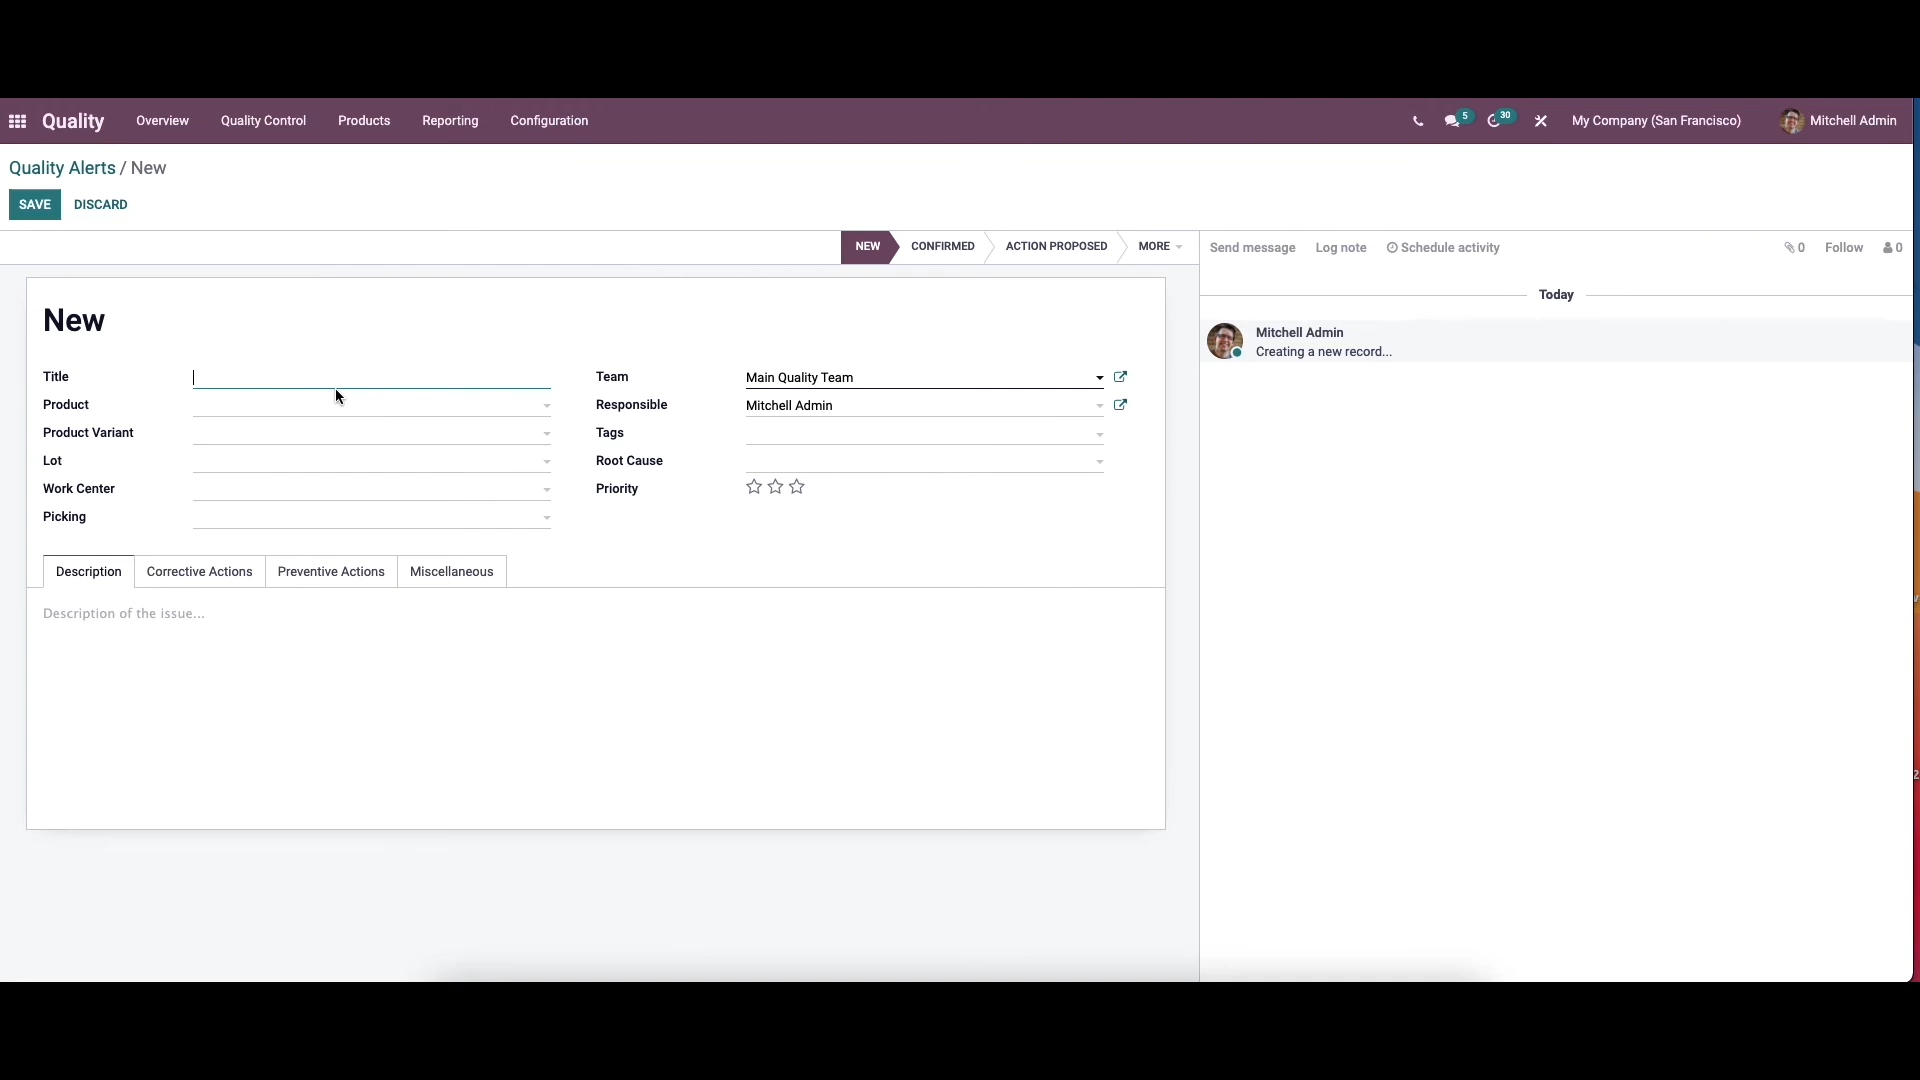 Quality Overview Quality Control Products Reporting Configuration 5 30 My Company (San Francisco) Mitchell Admin
Quality Alerts / New
SAVE DISCARD
NEW CONFIRMED ACTION PROPOSED MORE Send message Log note Schedule activity 0 Follow 0
Today
New
Mitchell Admin
Creating a new record...
Title Team Main Quality Team
Product Responsible Mitchell Admin
Product Variant Tags
Lot Root Cause
Work Center Priority
Picking
Description Corrective Actions Preventive Actions Miscellaneous
Description of the issue...